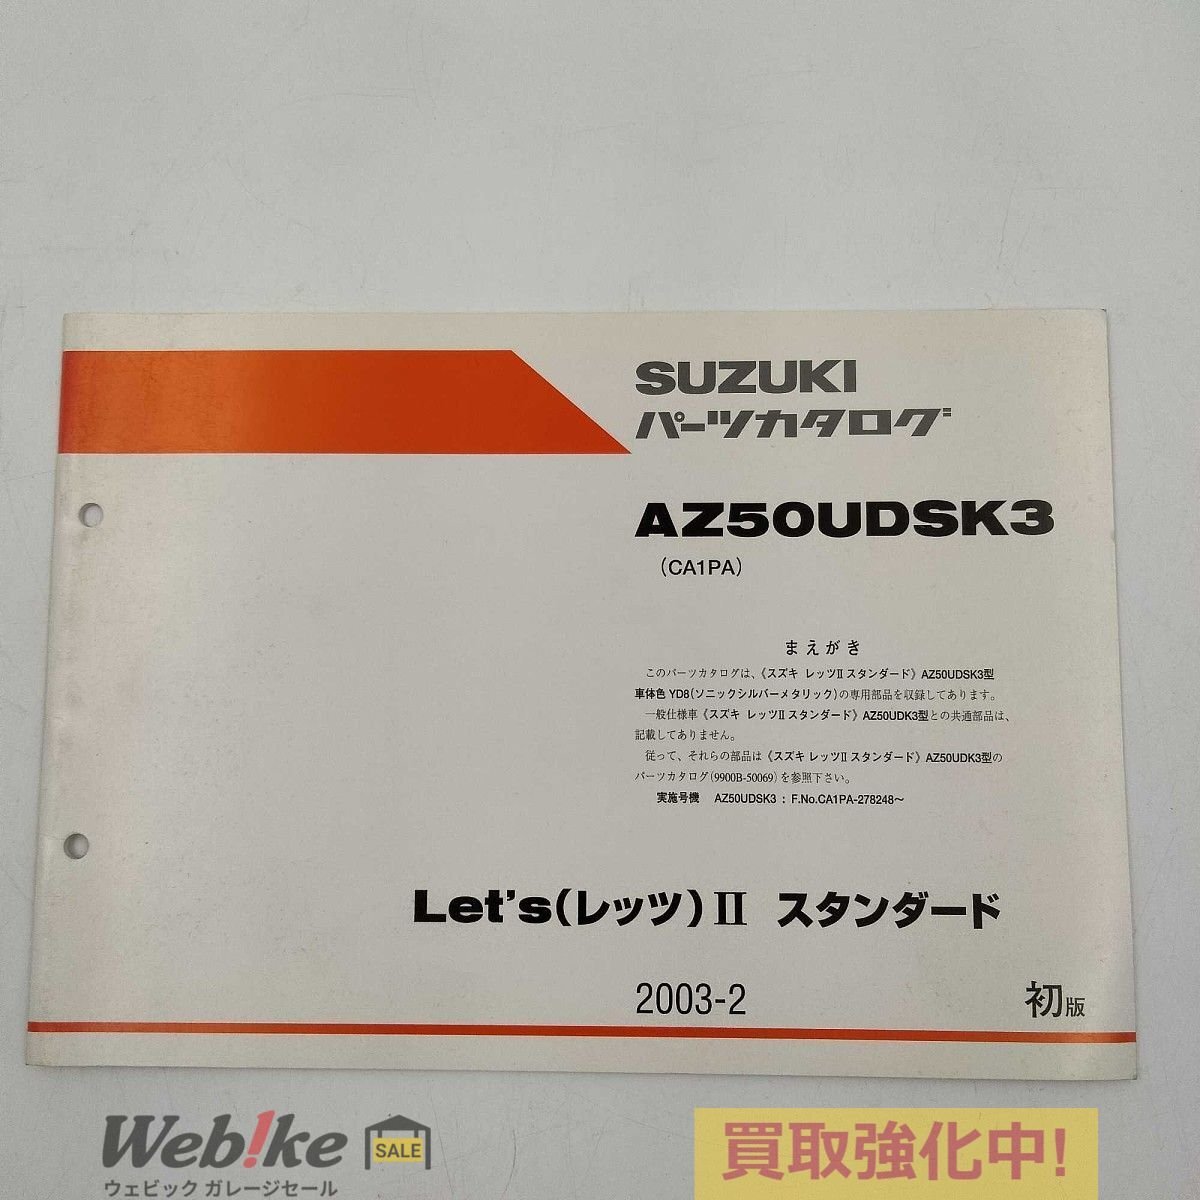 SUZUKI
パーツカタログ
AZ50UDSK3
(CA1PA)
まえがき
このパーツカタログは、《スズキ レッツⅡ スタンダード》AZ50UDSK3型
車体色 YD8(ソニックシルバーメタリック)の専用部品を収録してあります。
一般仕様車《スズキ レッツⅡ スタンダード》AZ50UDK3型との共通部品は、
記載してありません。
従って、それらの部品は《スズキ レッツⅡ スタンダード》AZ50UDK3型の
パーツカタログ(9900B-50069)を参照下さい。
実施号機 AZ50UDSK3 : F.No.CA1PA-278248～
Let's(レッツ)Ⅱ スタンダード
2003-2 初版
Web!ke SALE
ウェビック ガレージセール
買取強化中!